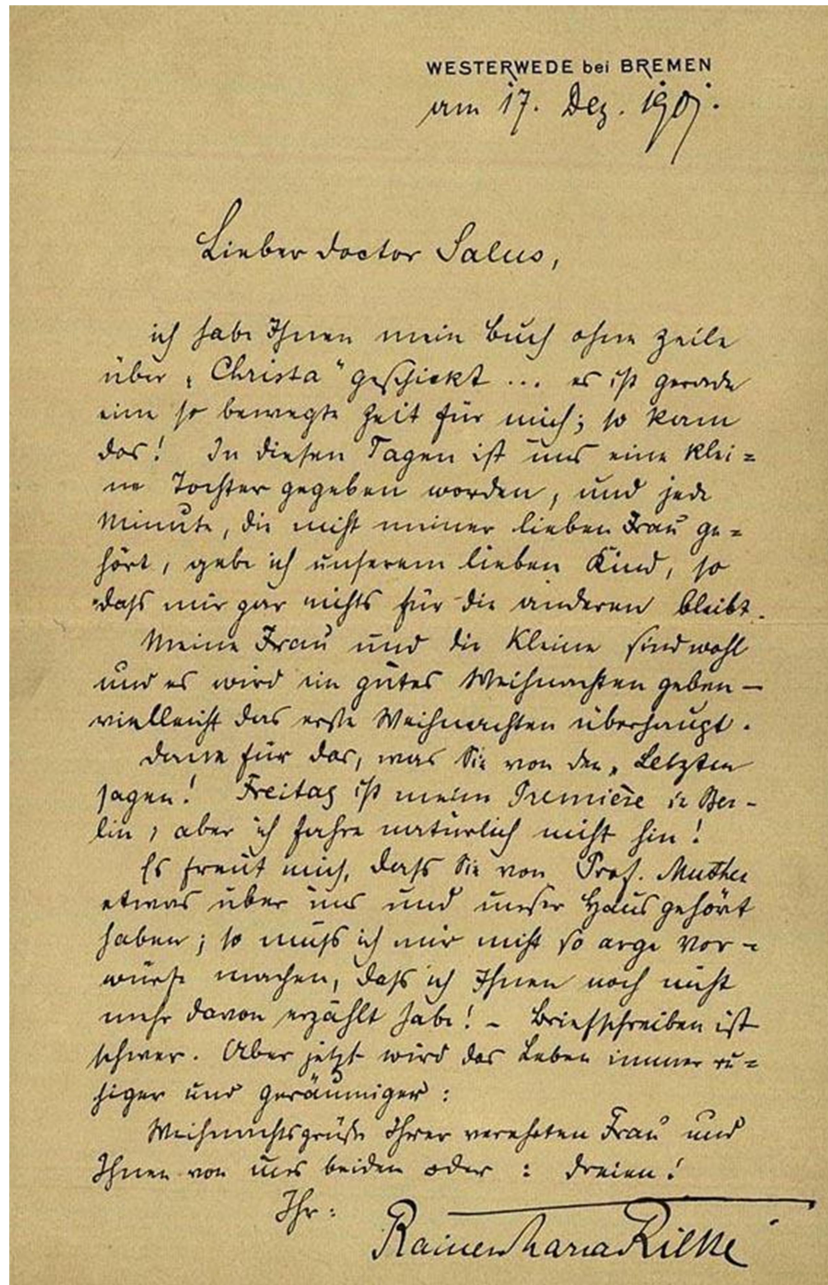 WESTERWEDE bei BREMEN
am 17. Dez. 1901.
Lieber Doctor Salus,
ich habe Ihnen mein Buch ohne Zeile
über „Christa“ geschickt ... es ist gerade
eine so bewegte Zeit für mich; so kam
das! In diesen Tagen ist uns eine klei=
ne Tochter gegeben worden, und jede
Minute, die nicht meiner lieben Frau ge=
hört, gebe ich unserem lieben Kind, so
daß mir gar nichts für die anderen bleibt.
Meine Frau und die Kleine sind wohl
und es wird ein gutes Weihnachten geben –
vielleicht das erste Weihnachten überhaupt.
Dank für das, was Sie von den „Letzten
sagen! Freitag ist meine Première in Ber-
lin, aber ich fahre natürlich nicht hin!
Es freut mich, daß Sie von Prof. Muther
etwas über uns und unser Haus gehört
haben; so muß ich mir nicht so arge Vor-
würfe machen, daß ich Ihnen noch nicht
mehr davon erzählt habe! – Briefschreiben ist
schwer. Aber jetzt wird das Leben immer ru=
higer und geräumiger:
Weihnachtsgrüße Ihrer verehrten Frau und
Ihnen von uns beiden oder : dreien!
Ihr:
Rainer Maria Rilke